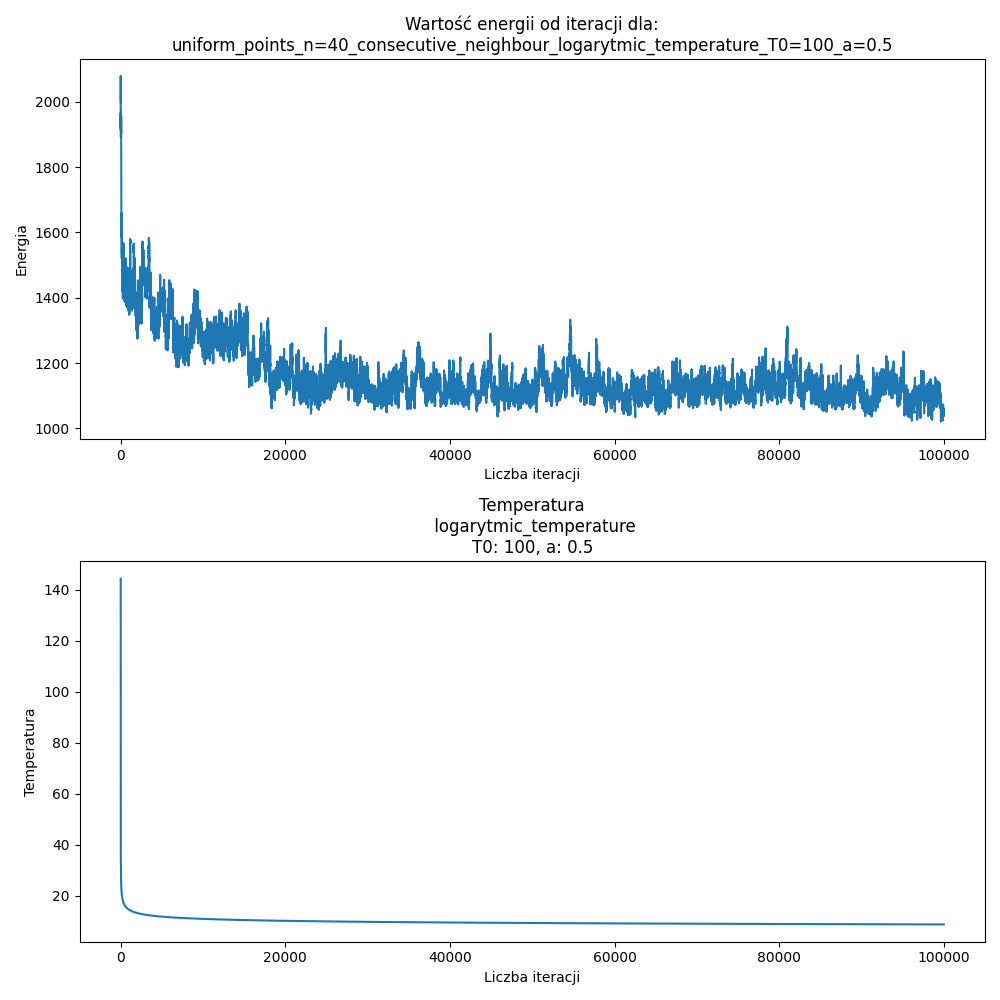 Wartość energii od iteracji dla:
uniform_points_n=40_consecutive_neighbour_logarytmic_temperature_T0=100_a=0.5
2000
1800
1600
1400
1200
1000
Energia
0 20000 40000 60000 80000 100000
Liczba iteracji
Temperatura
logarytmic_temperature
T0: 100, a: 0.5
140
120
100
80
60
40
20
Temperatura
0 20000 40000 60000 80000 100000
Liczba iteracji